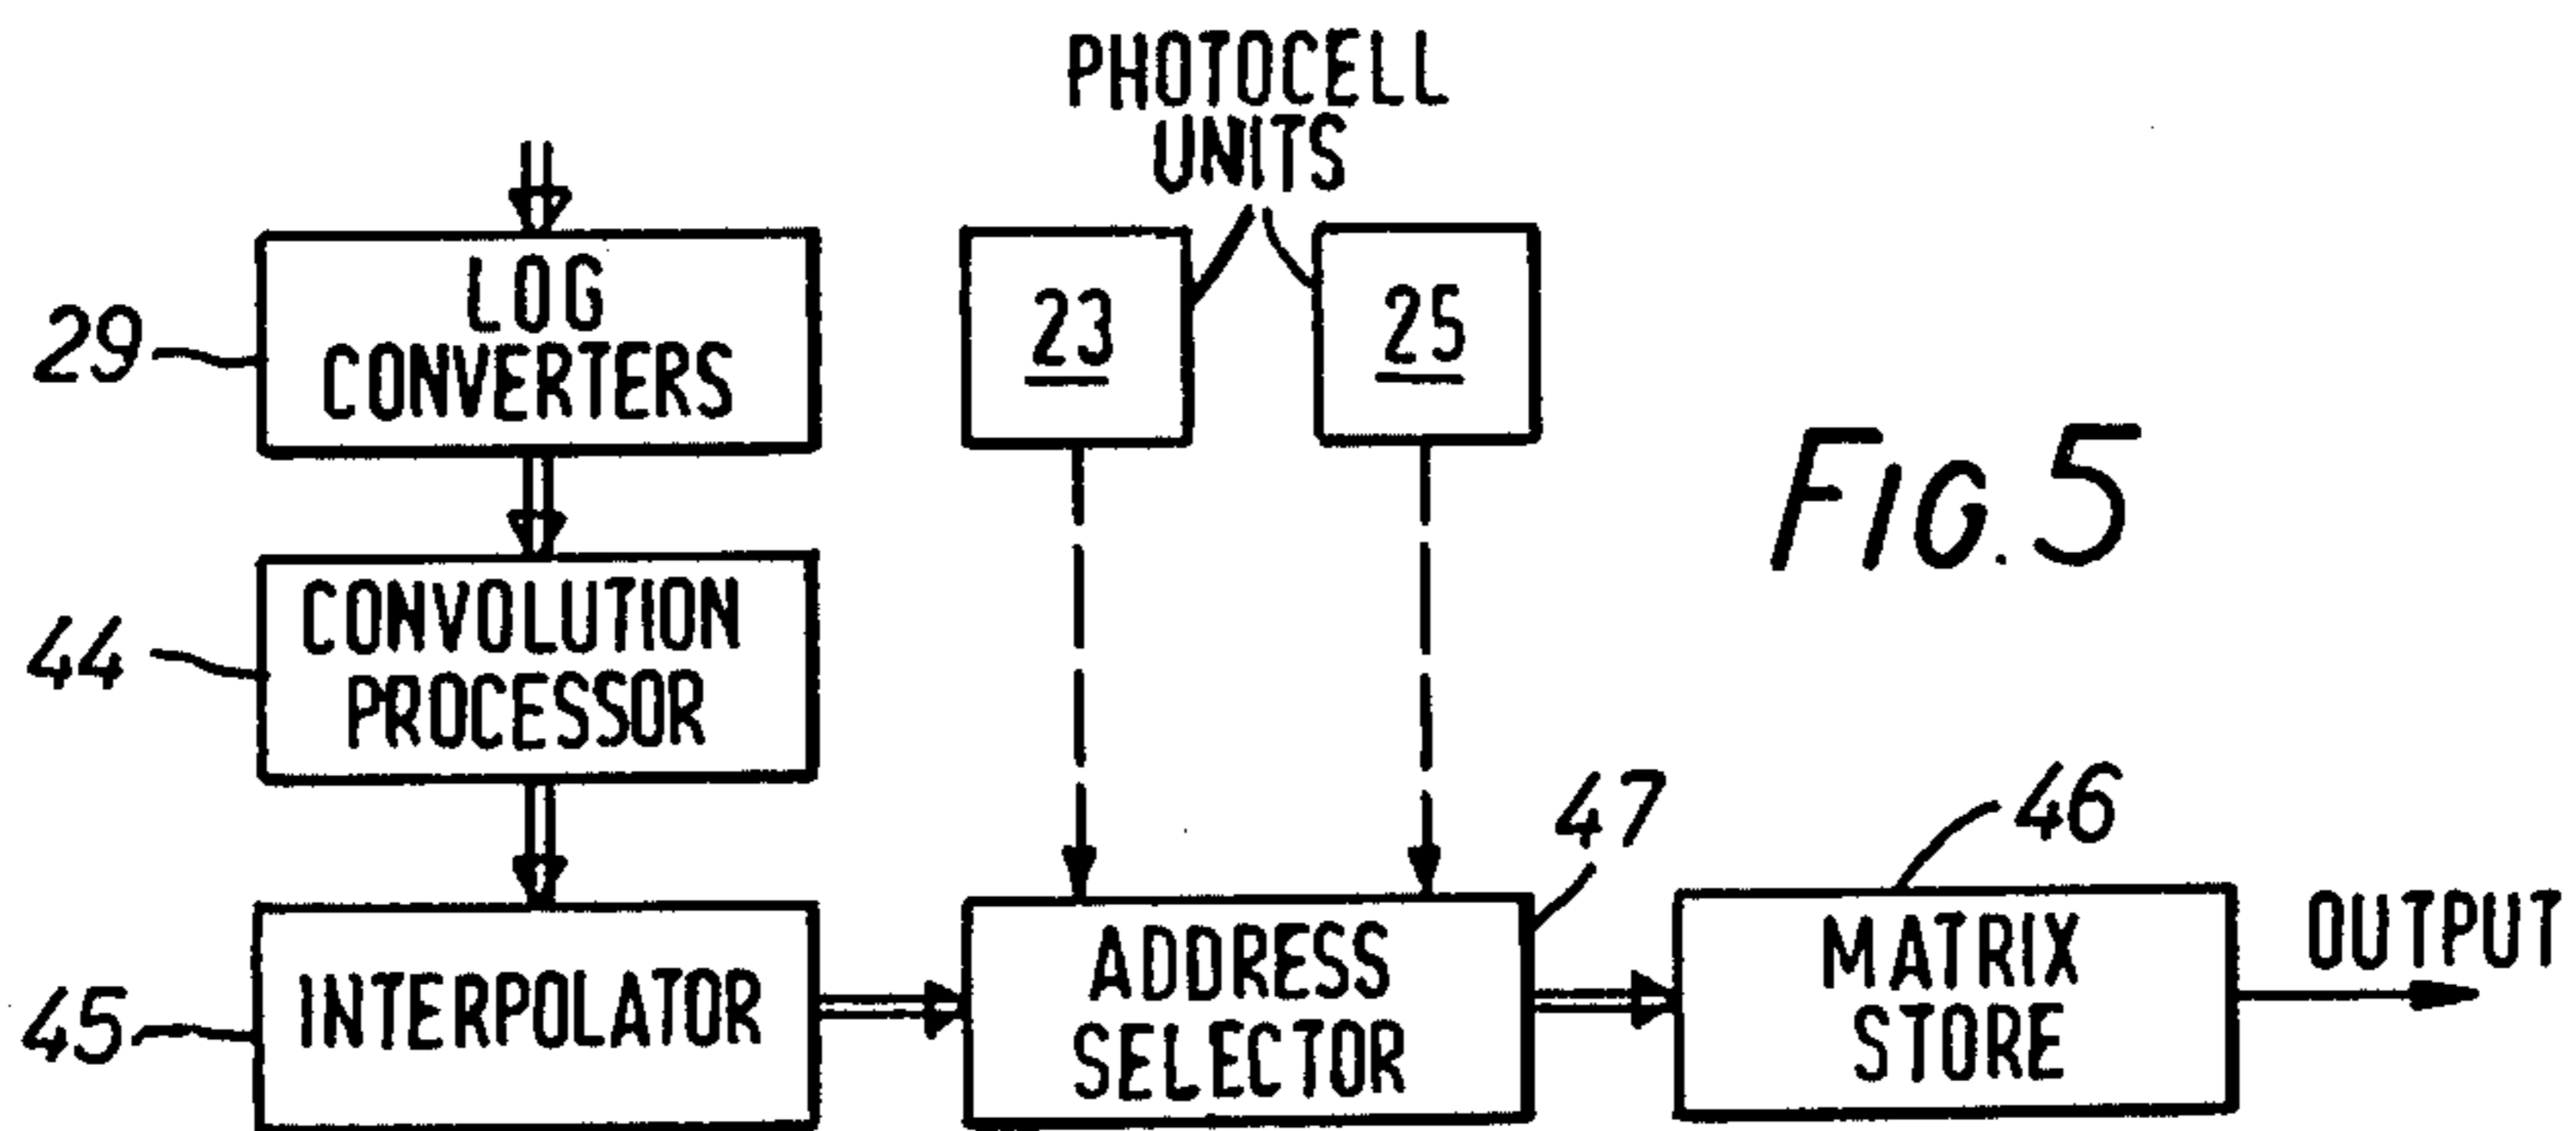 PHOTOCELL
UNITS
LOG
CONVERTERS
29
23
25
FIG. 5
CONVOLUTION
PROCESSOR
44
47
46
INTERPOLATOR
45
ADDRESS
SELECTOR
MATRIX
STORE
OUTPUT